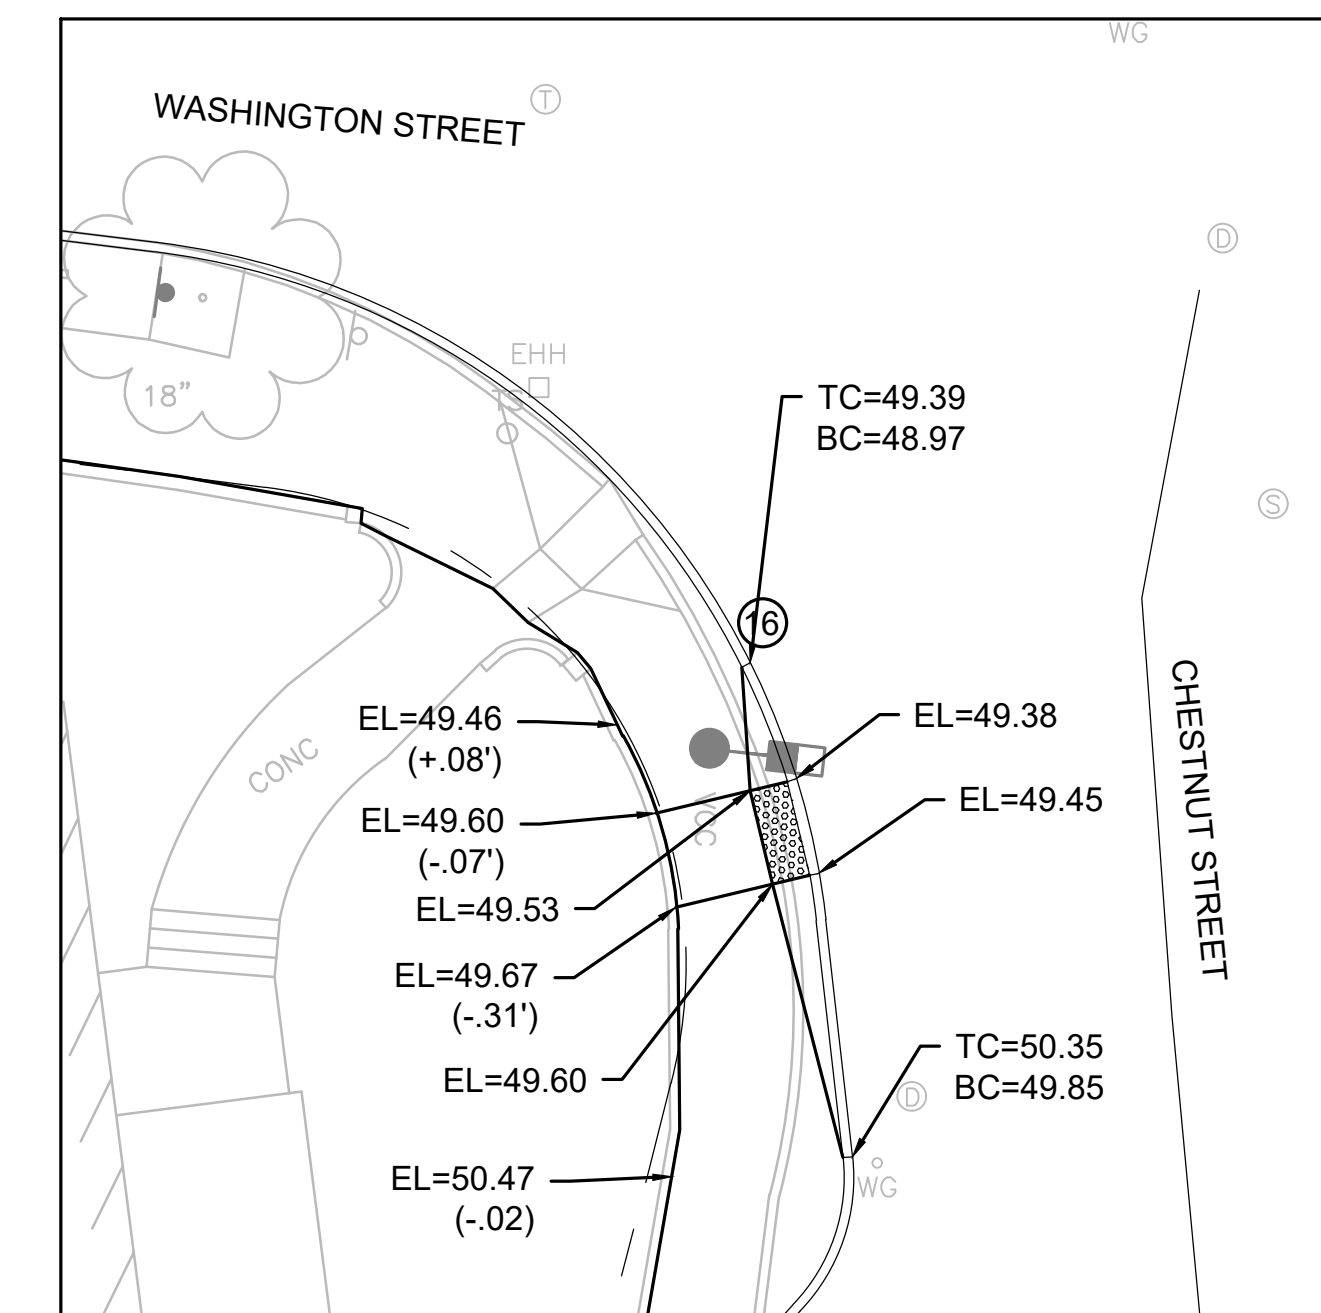 WG
WASHINGTON STREET
T
D
EHH
18”
TS
TC=49.39
BC=48.97
S
16
EL=49.46
(+.08')
EL=49.38
CONC
CHESTNUT STREET
EL=49.60
(-.07')
VCC
EL=49.45
EL=49.53
EL=49.67
(-.31')
EL=49.60
TC=50.35
BC=49.85
D
EL=50.47
(-.02)
WG